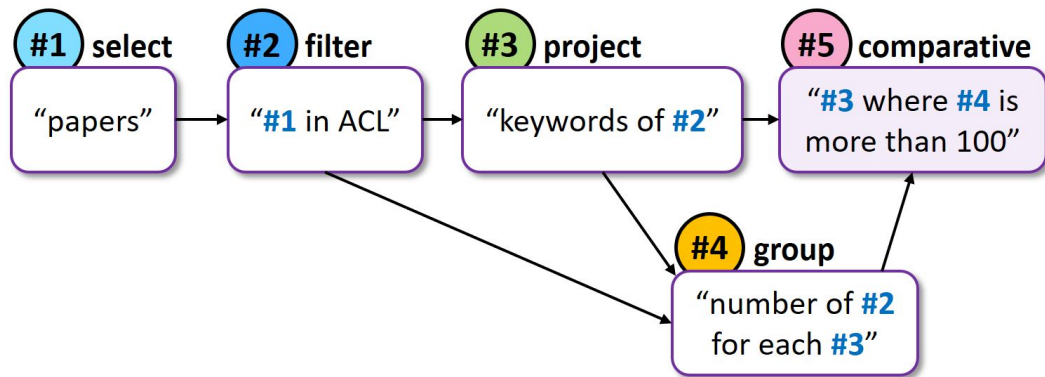 #1 select
#2 filter
#3 project
#5 comparative
“papers”
“#1 in ACL”
“keywords of #2”
“#3 where #4 is
more than 100”
#4 group
“number of #2
for each #3”